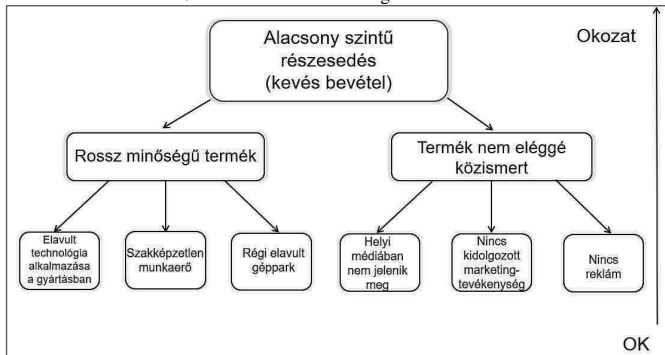 Alacsony szintű
részesedés
(kevés bevétel)
Okozat
Rossz minőségű termék
Termék nem eléggé
közismert
Elavult
technológia
alkalmazása
a gyártásban
Szakképzetlen
munkaerő
Régi elavult
géppark
Helyi
médiában
nem jelenik
meg
Nincs
kidolgozott
marketing-
tevékenység
Nincs
reklám
OK